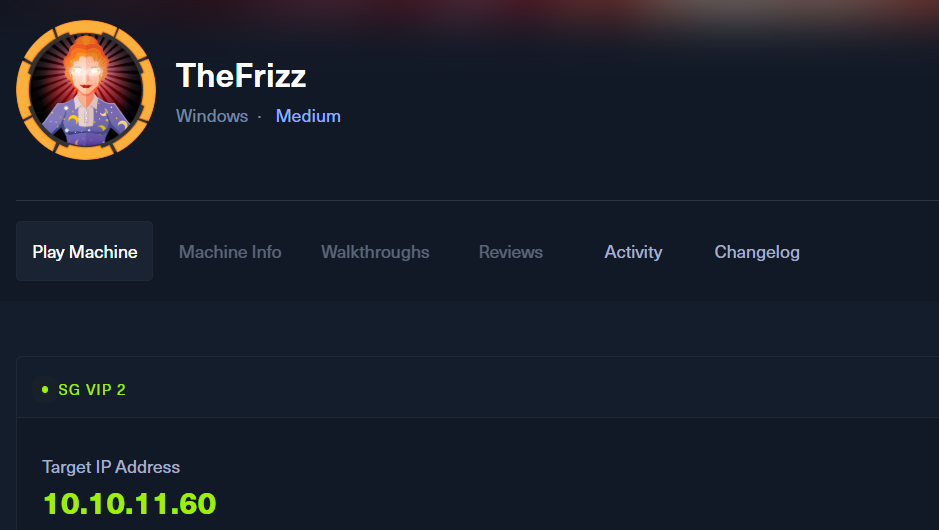 TheFrizz
Windows · Medium
Play Machine Machine Info Walkthroughs Reviews Activity Changelog
SG VIP 2
Target IP Address
10.10.11.60